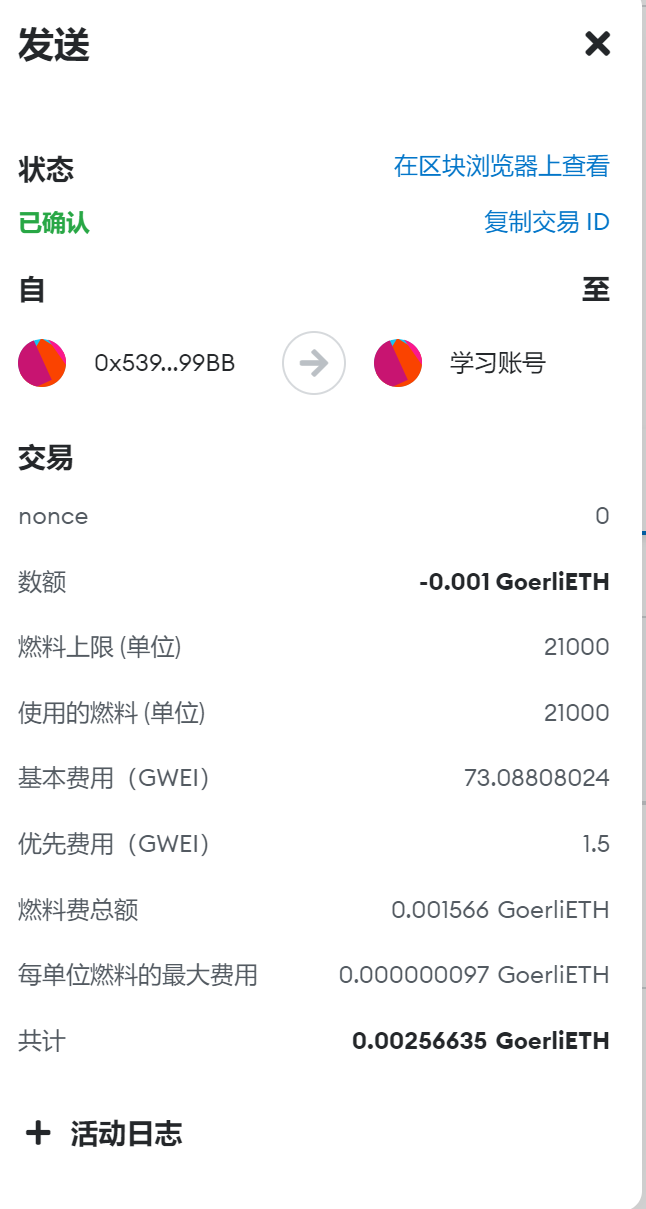 发送
状态 在区块浏览器上查看
已确认 复制交易 ID
自 至
0x539...99BB 学习账号
交易
nonce 0
数额 -0.001 GoerliETH
燃料上限 (单位) 21000
使用的燃料 (单位) 21000
基本费用（GWEI） 73.08808024
优先费用（GWEI） 1.5
燃料费总额 0.001566 GoerliETH
每单位燃料的最大费用 0.000000097 GoerliETH
共计 0.00256635 GoerliETH
活动日志